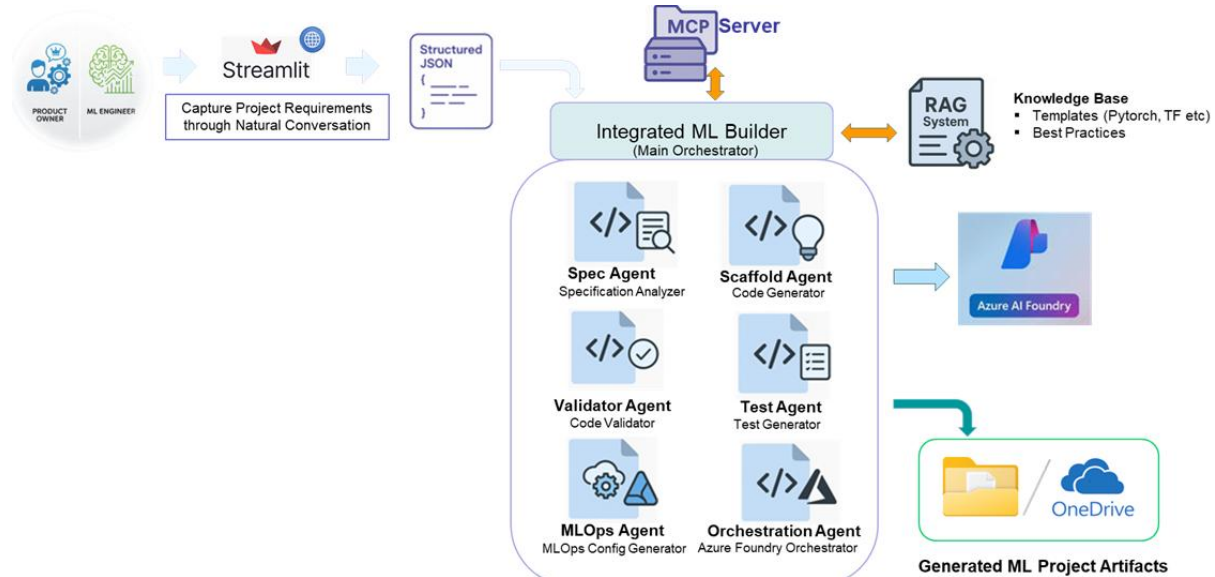 PRODUCT
OWNER
ML ENGINEER
Streamlit
Capture Project Requirements
through Natural Conversation
Structured
JSON
{
}
MCP Server
Integrated ML Builder
(Main Orchestrator)
RAG
System
Knowledge Base
▪ Templates (Pytorch, TF etc)
▪ Best Practices
</>
Spec Agent
Specification Analyzer
</>
Scaffold Agent
Code Generator
</>
Validator Agent
Code Validator
</>
Test Agent
Test Generator
MLOps Agent
MLOps Config Generator
</>
Orchestration Agent
Azure Foundry Orchestrator
Azure AI Foundry
/
OneDrive
Generated ML Project Artifacts